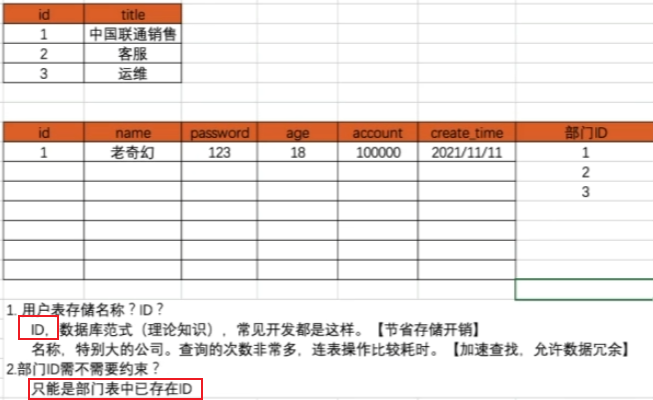 id title
1 中国联通销售
2 客服
3 运维
id name password age account create_time 部门ID
1 老奇幻 123 18 100000 2021/11/11 1
2
3
1. 用户表存储名称？ID？
ID，数据库范式（理论知识），常见开发都是这样。【节省存储开销】
名称，特别大的公司。查询的次数非常多，连表操作比较耗时。【加速查找，允许数据冗余】
2.部门ID需不需要约束？
只能是部门表中已存在ID